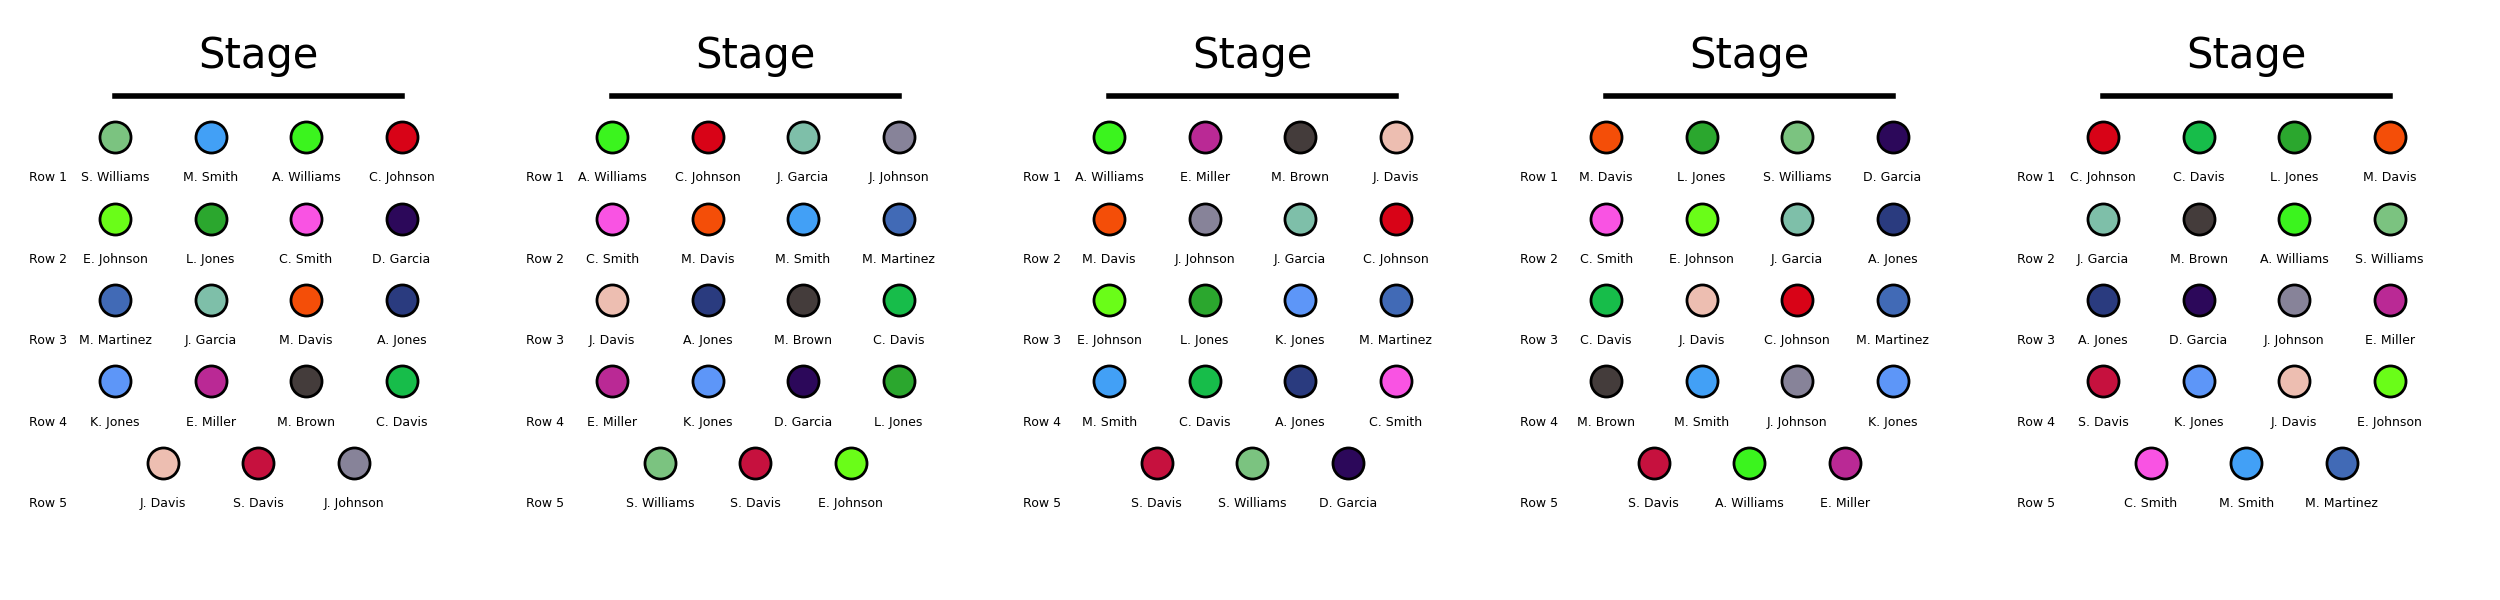 Stage
Row 1 S. Williams M. Smith A. Williams C. Johnson
Row 2 E. Johnson L. Jones C. Smith D. Garcia
Row 3 M. Martinez J. Garcia M. Davis A. Jones
Row 4 K. Jones E. Miller M. Brown C. Davis
Row 5 J. Davis S. Davis J. Johnson
Stage
Row 1 A. Williams C. Johnson J. Garcia J. Johnson
Row 2 C. Smith M. Davis M. Smith M. Martinez
Row 3 J. Davis A. Jones M. Brown C. Davis
Row 4 E. Miller K. Jones D. Garcia L. Jones
Row 5 S. Williams S. Davis E. Johnson
Stage
Row 1 A. Williams E. Miller M. Brown J. Davis
Row 2 M. Davis J. Johnson J. Garcia C. Johnson
Row 3 E. Johnson L. Jones K. Jones M. Martinez
Row 4 M. Smith C. Davis A. Jones C. Smith
Row 5 S. Davis S. Williams D. Garcia
Stage
Row 1 M. Davis L. Jones S. Williams D. Garcia
Row 2 C. Smith E. Johnson J. Garcia A. Jones
Row 3 C. Davis J. Davis C. Johnson M. Martinez
Row 4 M. Brown M. Smith J. Johnson K. Jones
Row 5 S. Davis A. Williams E. Miller
Stage
Row 1 C. Johnson C. Davis L. Jones M. Davis
Row 2 J. Garcia M. Brown A. Williams S. Williams
Row 3 A. Jones D. Garcia J. Johnson E. Miller
Row 4 S. Davis K. Jones J. Davis E. Johnson
Row 5 C. Smith M. Smith M. Martinez